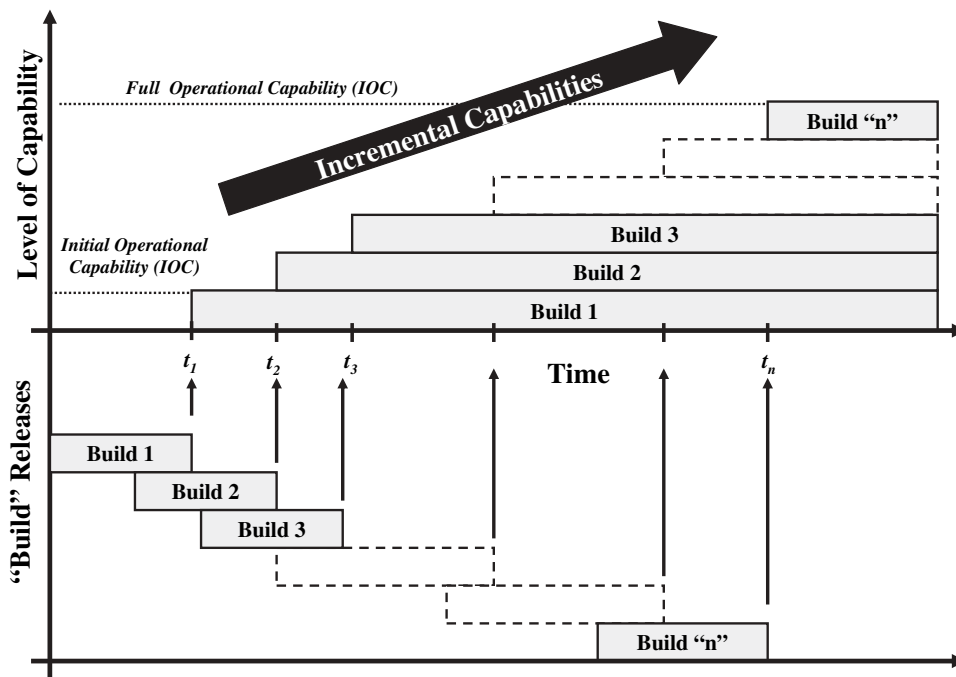 Level of Capability
Full Operational Capability (IOC)
Incremental Capabilities
Build “n”
Initial Operational
Capability (IOC)
Build 3
Build 2
Build 1
t1
t2
t3
Time
tn
“Build” Releases
Build 1
Build 2
Build 3
Build “n”